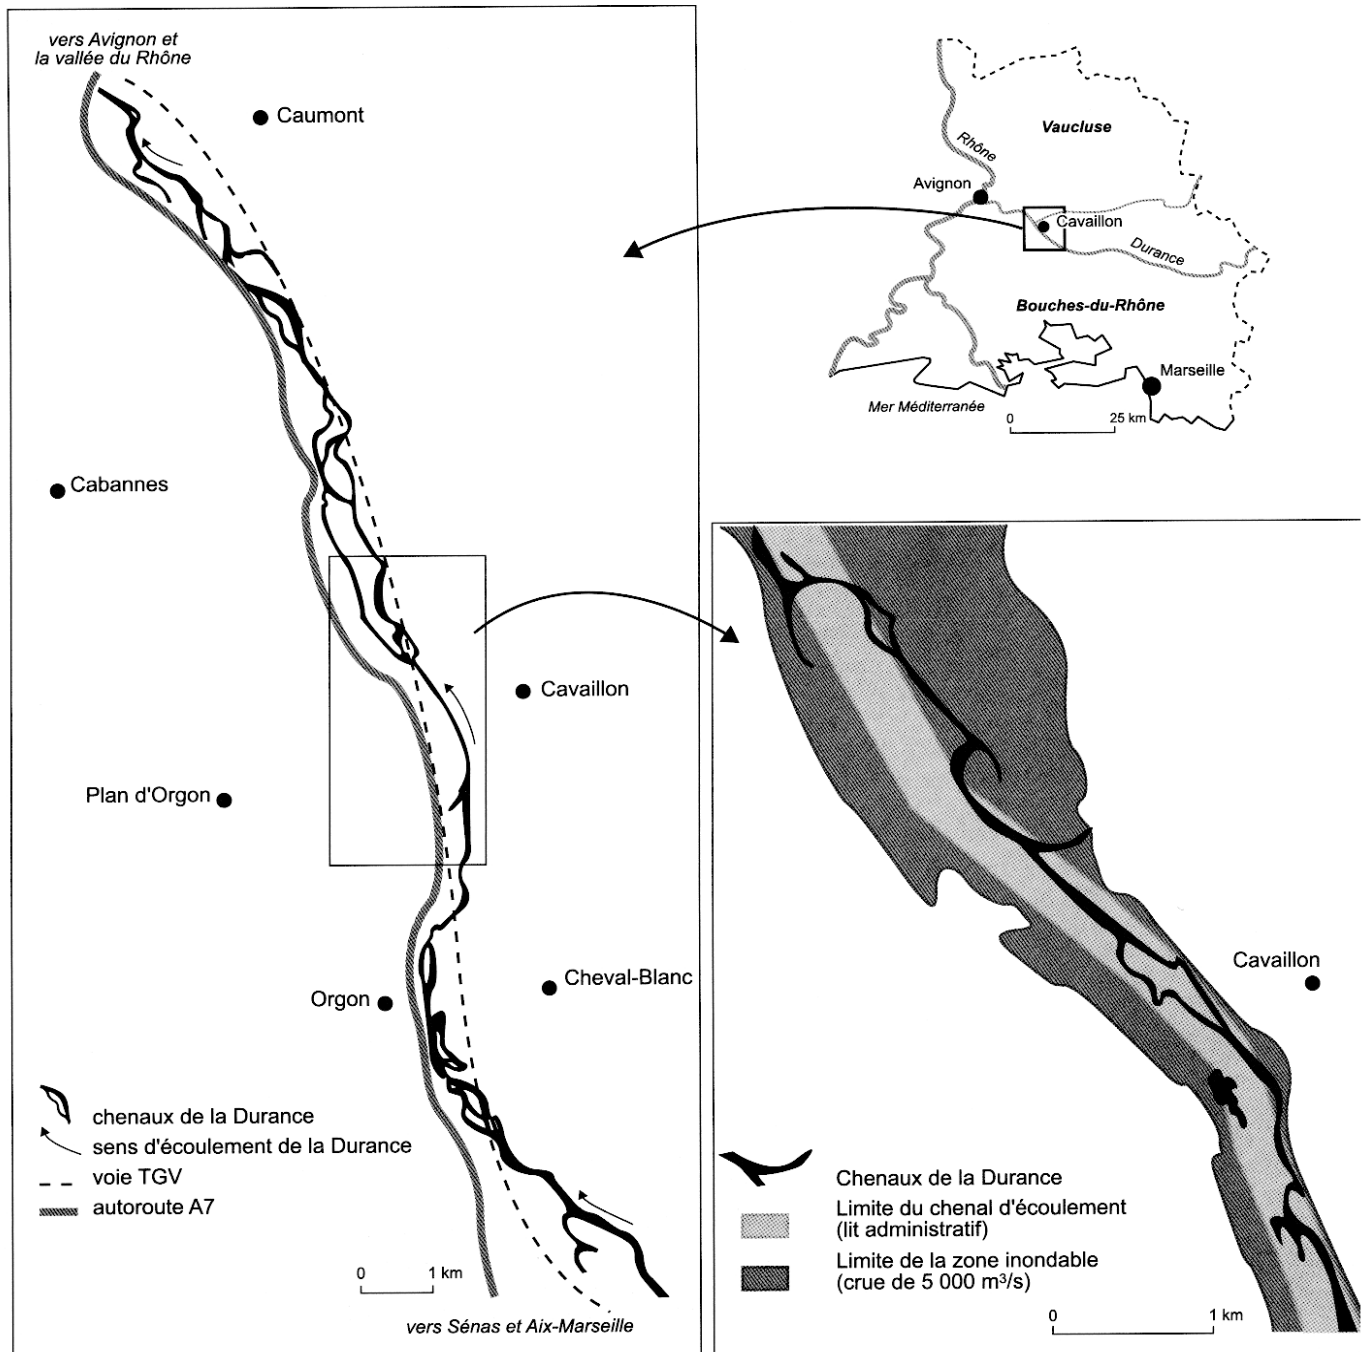 vers Avignon et
la vallée du Rhône
Caumont
Cabannes
Cavaillon
Plan d'Orgon
Cheval-Blanc
Orgon
chenaux de la Durance
sens d'écoulement de la Durance
voie TGV
autoroute A7
0 1 km
vers Sénas et Aix-Marseille
Vaucluse
Rhône
Avignon
Cavaillon
Durance
Bouches-du-Rhône
Marseille
Mer Méditerranée
0 25 km
Cavaillon
Chenaux de la Durance
Limite du chenal d'écoulement
(lit administratif)
Limite de la zone inondable
(crue de 5 000 m³/s)
0 1 km